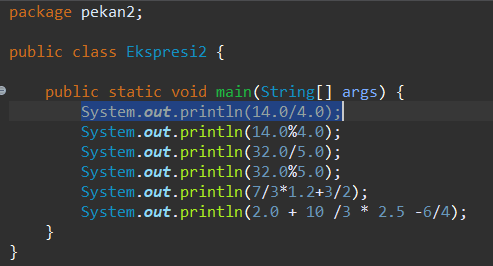 package pekan2;
public class Ekspresi2 {
public static void main(String[] args) {
System.out.println(14.0/4.0);
System.out.println(14.0%4.0);
System.out.println(32.0/5.0);
System.out.println(32.0%5.0);
System.out.println(7/3*1.2+3/2);
System.out.println(2.0 + 10 /3 * 2.5 -6/4);
}
}